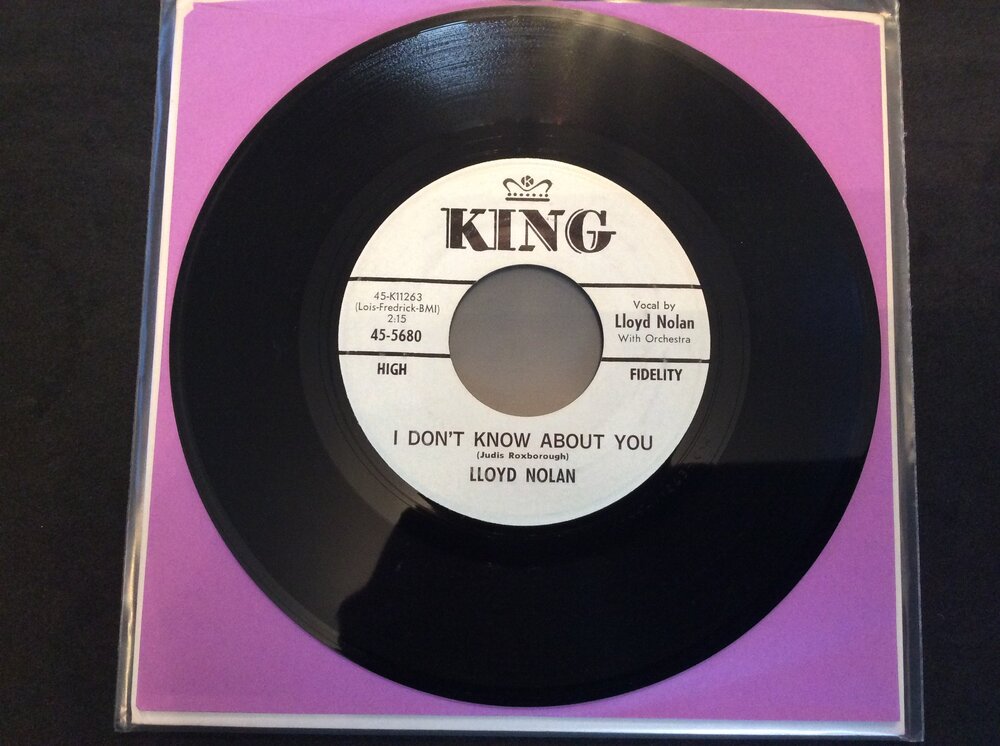 K
KING
45-K11263
(Lois-Fredrick-BMI)
2:15
45-5680
Vocal by
Lloyd Nolan
With Orchestra
HIGH
FIDELITY
I DON'T KNOW ABOUT YOU
(Judis Roxborough)
LLOYD NOLAN